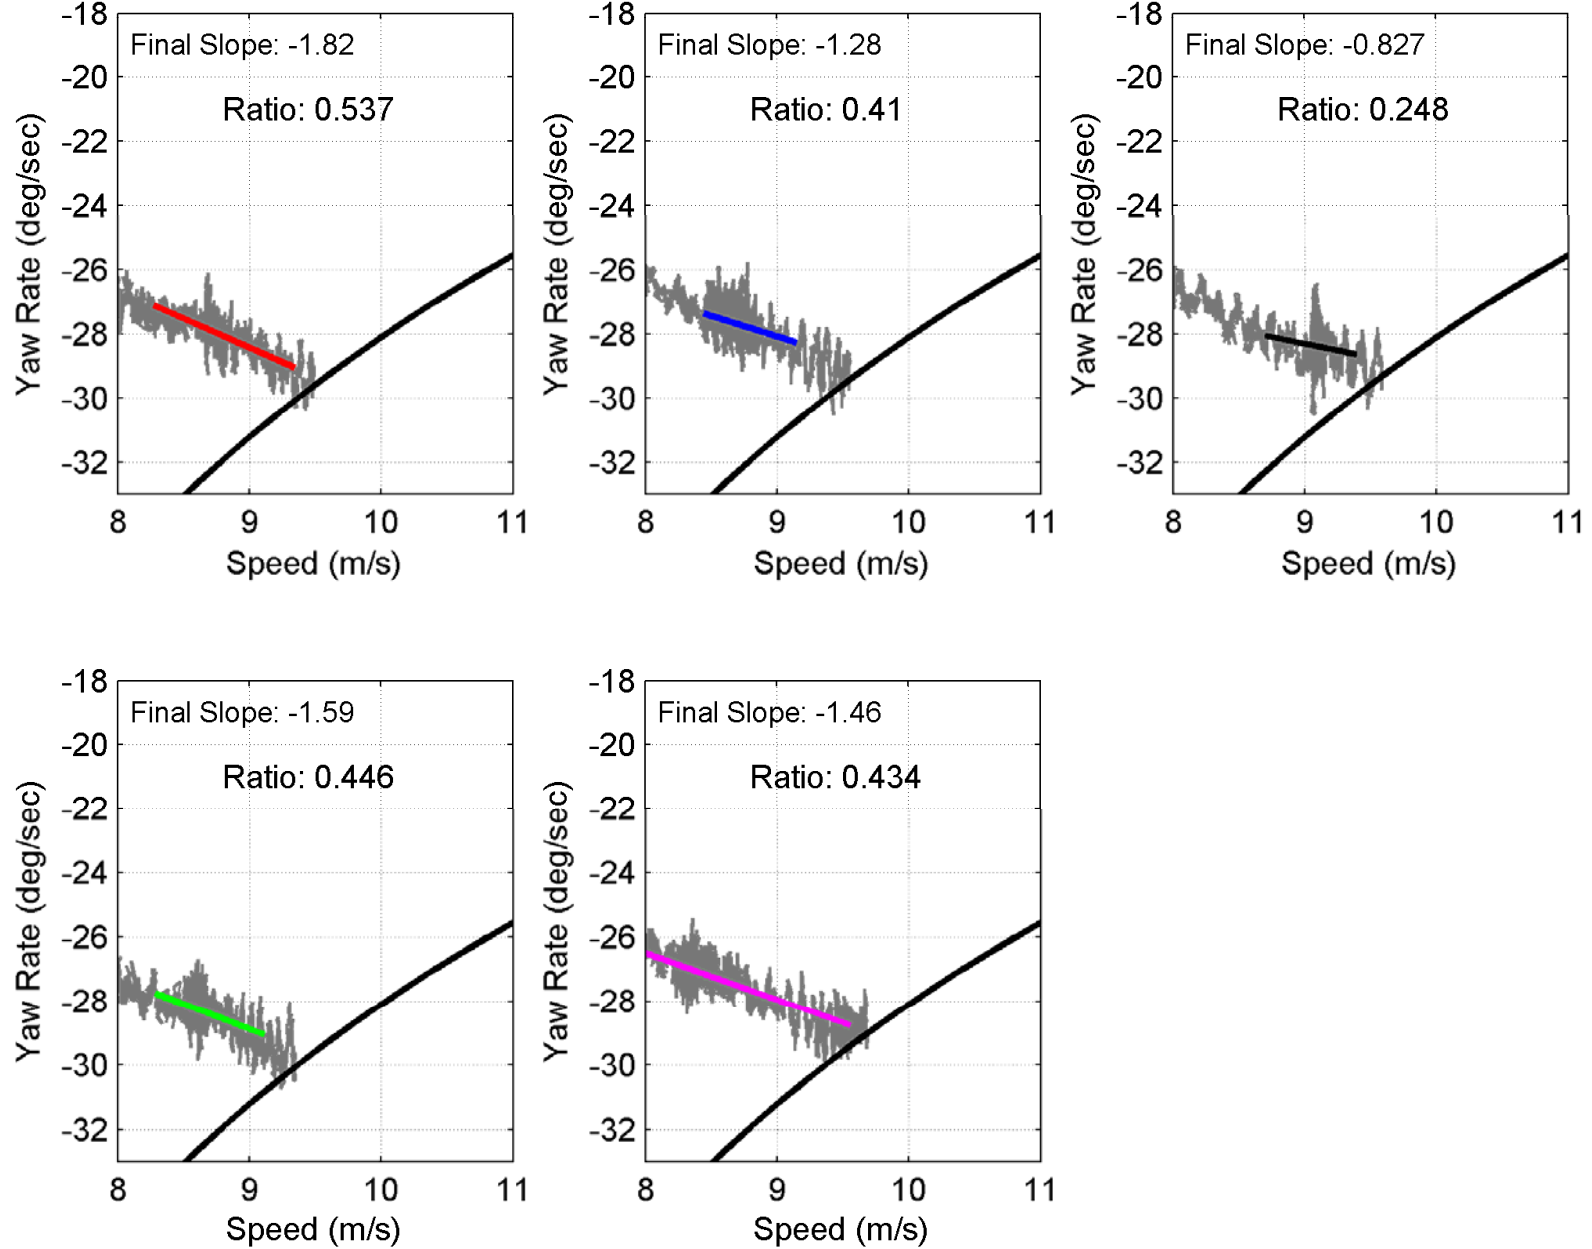 Final Slope: -1.82
Ratio: 0.537
-18
-20
-22
-24
-26
-28
-30
-32
Yaw Rate (deg/sec)
8 9 10 11
Speed (m/s)
Final Slope: -1.28
Ratio: 0.41
-18
-20
-22
-24
-26
-28
-30
-32
Yaw Rate (deg/sec)
8 9 10 11
Speed (m/s)
Final Slope: -0.827
Ratio: 0.248
-18
-20
-22
-24
-26
-28
-30
-32
Yaw Rate (deg/sec)
8 9 10 11
Speed (m/s)
Final Slope: -1.59
Ratio: 0.446
-18
-20
-22
-24
-26
-28
-30
-32
Yaw Rate (deg/sec)
8 9 10 11
Speed (m/s)
Final Slope: -1.46
Ratio: 0.434
-18
-20
-22
-24
-26
-28
-30
-32
Yaw Rate (deg/sec)
8 9 10 11
Speed (m/s)